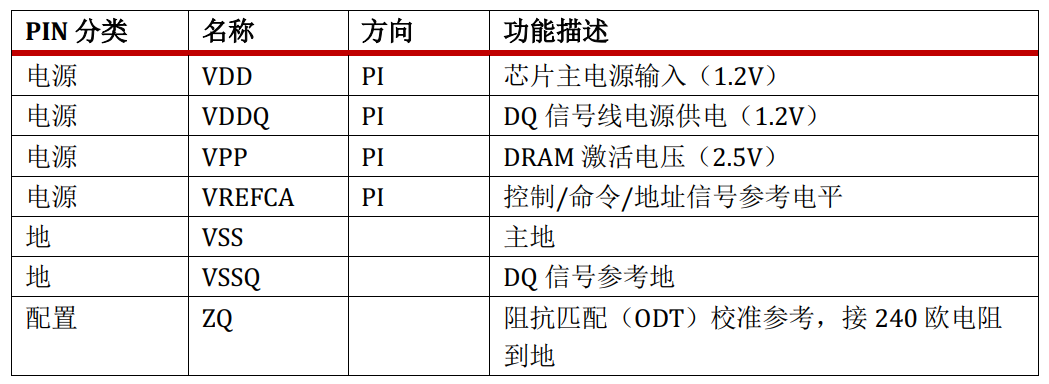 PIN 分类 名称 方向 功能描述
电源 VDD PI 芯片主电源输入（1.2V）
电源 VDDQ PI DQ 信号线电源供电（1.2V）
电源 VPP PI DRAM 激活电压（2.5V）
电源 VREFCA PI 控制/命令/地址信号参考电平
地 VSS 主地
地 VSSQ DQ 信号参考地
配置 ZQ 阻抗匹配（ODT）校准参考，接 240 欧电阻
到地